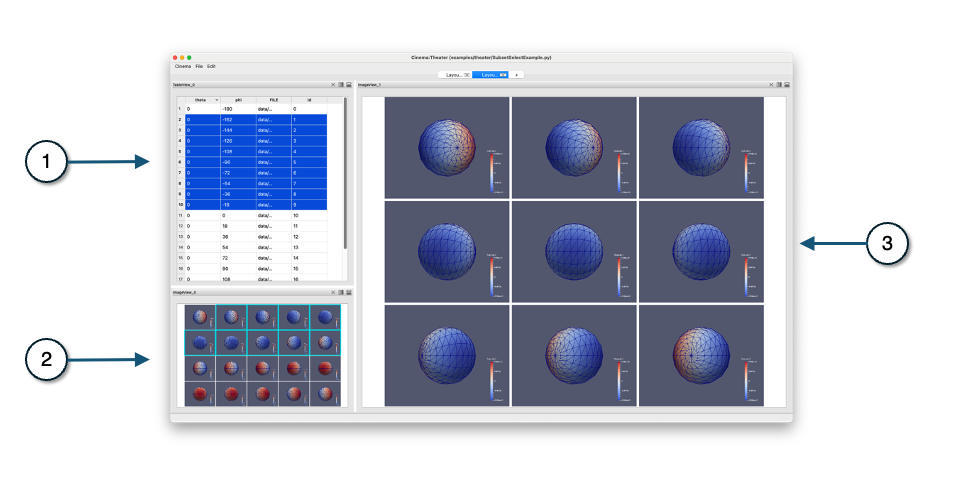 Cinema:Theater (examples/theater/SubsetSelectExample.py)
Cinema File Edit
Layou...
Layou...
+
TableView_0
ImageView_1
theta phi FILE id
1 0 -180 data/... 0
2 0 -162 data/... 1
3 0 -144 data/... 2
4 0 -126 data/... 3
5 0 -108 data/... 4
6 0 -90 data/... 5
7 0 -72 data/... 6
8 0 -54 data/... 7
9 0 -36 data/... 8
10 0 -18 data/... 9
11 0 0 data/... 10
12 0 18 data/... 11
13 0 36 data/... 12
14 0 54 data/... 13
15 0 72 data/... 14
16 0 90 data/... 15
17 0 108 data/... 16
ImageView_0
1
2
3